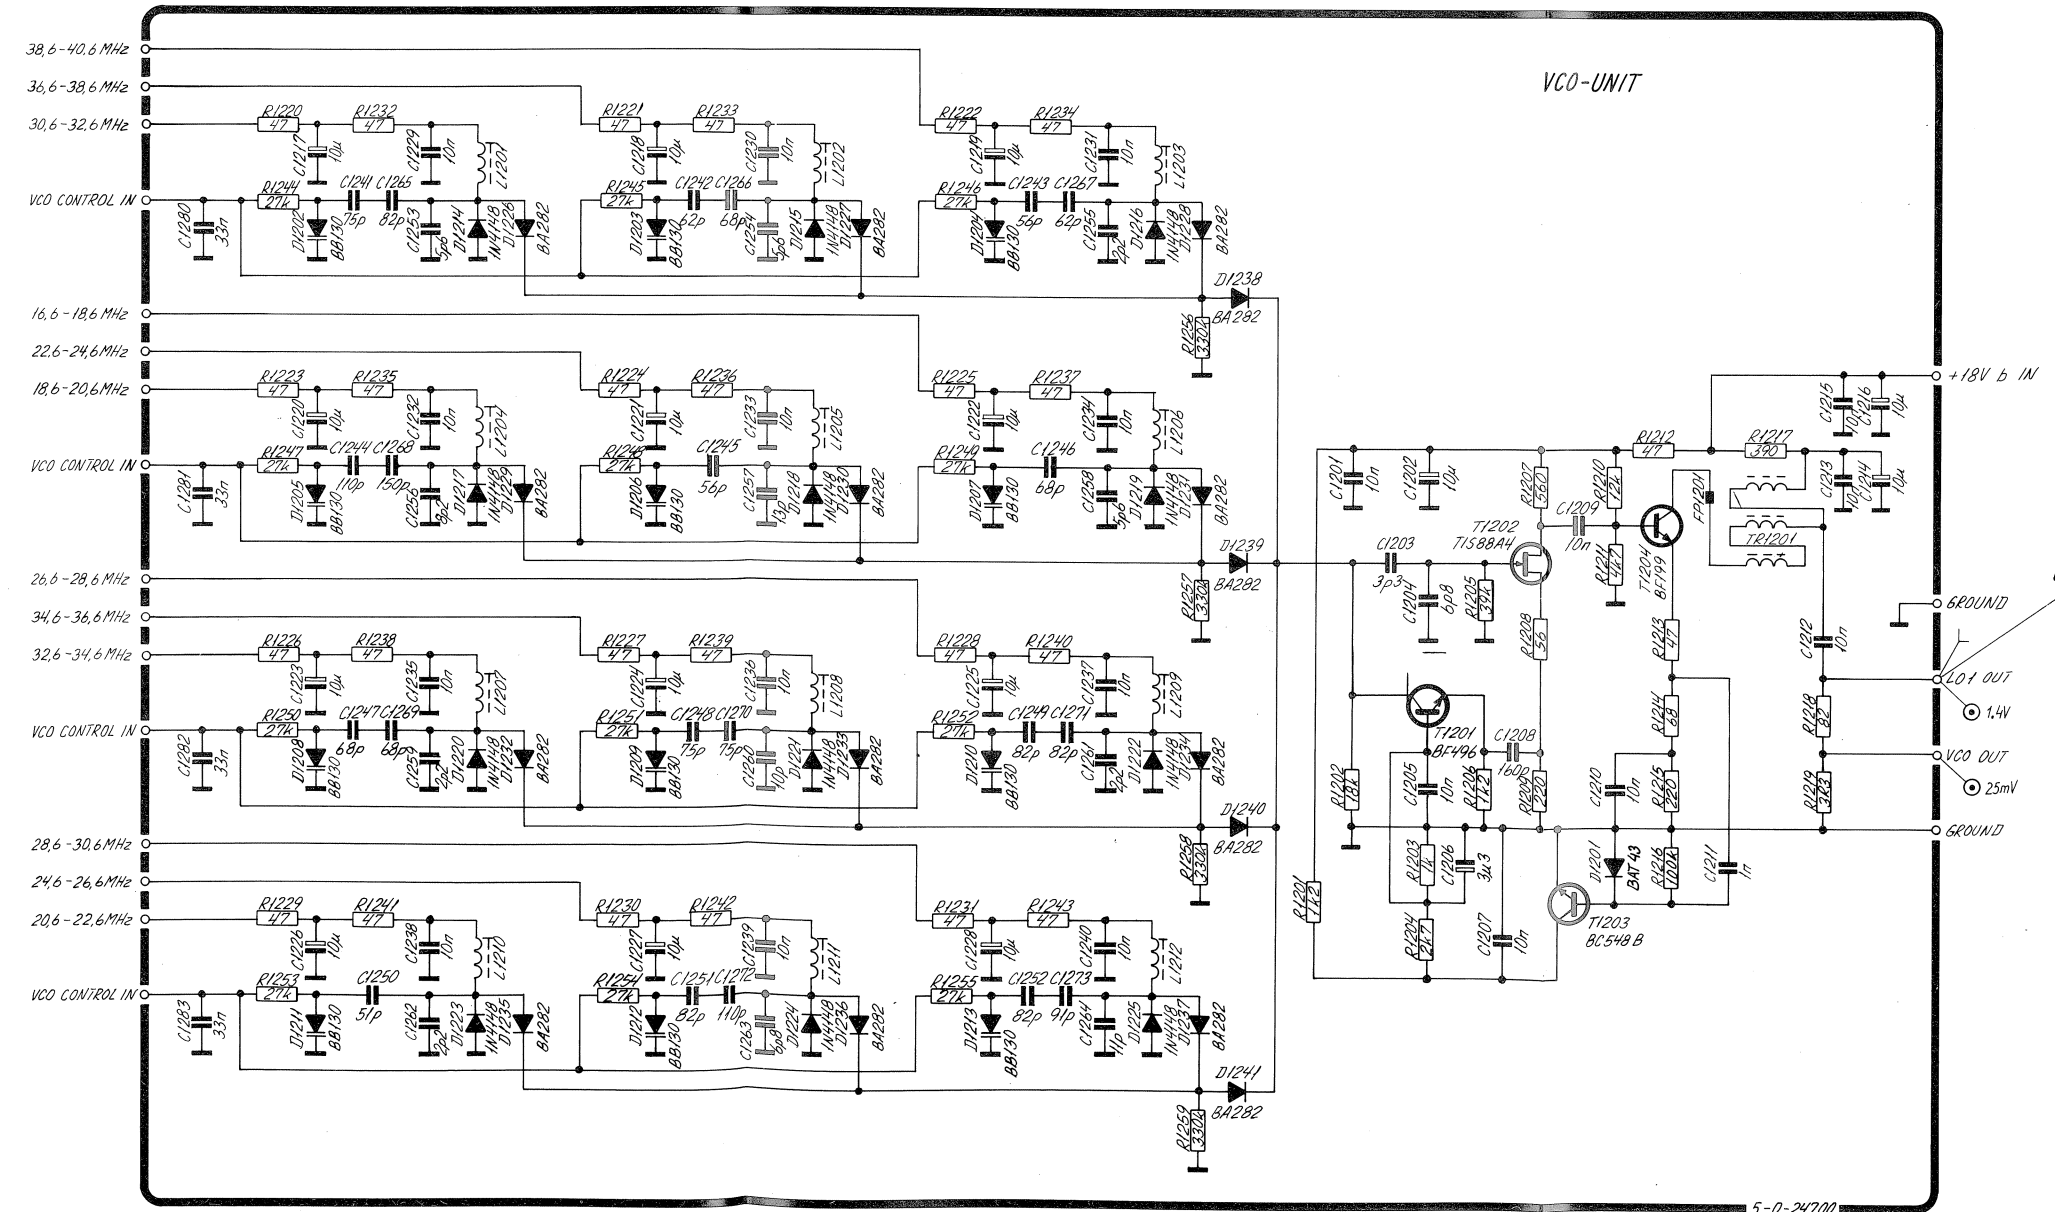 VCO-UNIT
38,6-40,6 MHz
36,6-38,6 MHz
30,6-32,6 MHz
R1220 47 R1232 47
C1217 10μ C1229 10n L1201
R1221 47 R1233 47
C1218 10μ C1230 10n L1202
R1222 47 R1234 47
C1219 10μ C1231 10n L1203
VCO CONTROL IN
C1280 33n
R1244 27k C1241 75p C1265 82p
D1202 BB130 C1253 5p6 D1214 1N4148 D1226 BA282
R1245 27k C1242 62p C1266 68p
D1203 BB130 C1254 5p6 D1215 1N4148 D1227 BA282
R1246 27k C1243 56p C1267 62p
D1204 BB130 C1255 2p2 D1216 1N4148 D1228 BA282
D1238 BA282
R1256 330k
16,6-18,6 MHz
22,6-24,6 MHz
18,6-20,6 MHz
R1223 47 R1235 47
C1220 10μ C1232 10n L1204
R1224 47 R1236 47
C1221 10μ C1233 10n L1205
R1225 47 R1237 47
C1222 10μ C1234 10n L1206
VCO CONTROL IN
C1281 33n
R1247 27k C1244 110p C1268 150p
D1205 BB130 C1256 8p2 D1217 1N4148 D1229 BA282
R1248 27k C1245 56p
D1206 BB130 C1257 13p D1218 1N4148 D1230 BA282
R1249 27k C1246 68p
D1207 BB130 C1258 5p6 D1219 1N4148 D1231 BA282
D1239 BA282
R1257 330k
26,6-28,6 MHz
34,6-36,6 MHz
32,6-34,6 MHz
R1226 47 R1238 47
C1223 10μ C1235 10n L1207
R1227 47 R1239 47
C1224 10μ C1236 10n L1208
R1228 47 R1240 47
C1225 10μ C1237 10n L1209
VCO CONTROL IN
C1282 33n
R1250 27k C1247 68p C1269 68p
D1208 BB130 C1259 2p2 D1220 1N4148 D1232 BA282
R1251 27k C1248 75p C1270 75p
D1209 BB130 C1260 10p D1221 1N4148 D1233 BA282
R1252 27k C1249 82p C1271 82p
D1210 BB130 C1261 2p2 D1222 1N4148 D1234 BA282
D1240 BA282
R1258 330k
28,6-30,6 MHz
24,6-26,6 MHz
20,6-22,6 MHz
R1229 47 R1241 47
C1226 10μ C1238 10n L1210
R1230 47 R1242 47
C1227 10μ C1239 10n L1211
R1231 47 R1243 47
C1228 10μ C1240 10n L1212
VCO CONTROL IN
C1283 33n
R1253 27k C1250 51p
D1211 BB130 C1262 2p2 D1223 1N4148 D1235 BA282
R1254 27k C1251 82p C1272 110p
D1212 BB130 C1263 6p8 D1224 1N4148 D1236 BA282
R1255 27k C1252 82p C1273 91p
D1213 BB130 C1264 11p D1225 1N4148 D1237 BA282
D1241 BA282
R1259 330k
+18V b IN
C1215 10n C1216 10μ
R1212 47 R1217 390
C1201 10n C1202 10μ R1207 560 R1210 12k
C1213 10n C1214 10μ
FP1201
TR1201
C1209 10n
T1202 TIS88A4
R1211 4k7
T1204 BF199
C1203 3p3
C1204 6p8 R1205 39k
R1208 56
R1213 47
C1212 10n
GROUND
LO1 OUT
1.4V
R1214 68 R1218 82
T1201 BF496
C1208 160p
VCO OUT
25mV
R1202 18k C1205 10n R1206 1k2 R1209 220
C1210 10n R1215 220 R1219 3k3
GROUND
R1203 1k C1206 3μ3
D1201 BAT43 R1216 100k C1211 1n
R1201 1k2
R1204 2k7 C1207 10n
T1203 BC548B
5-0-24700